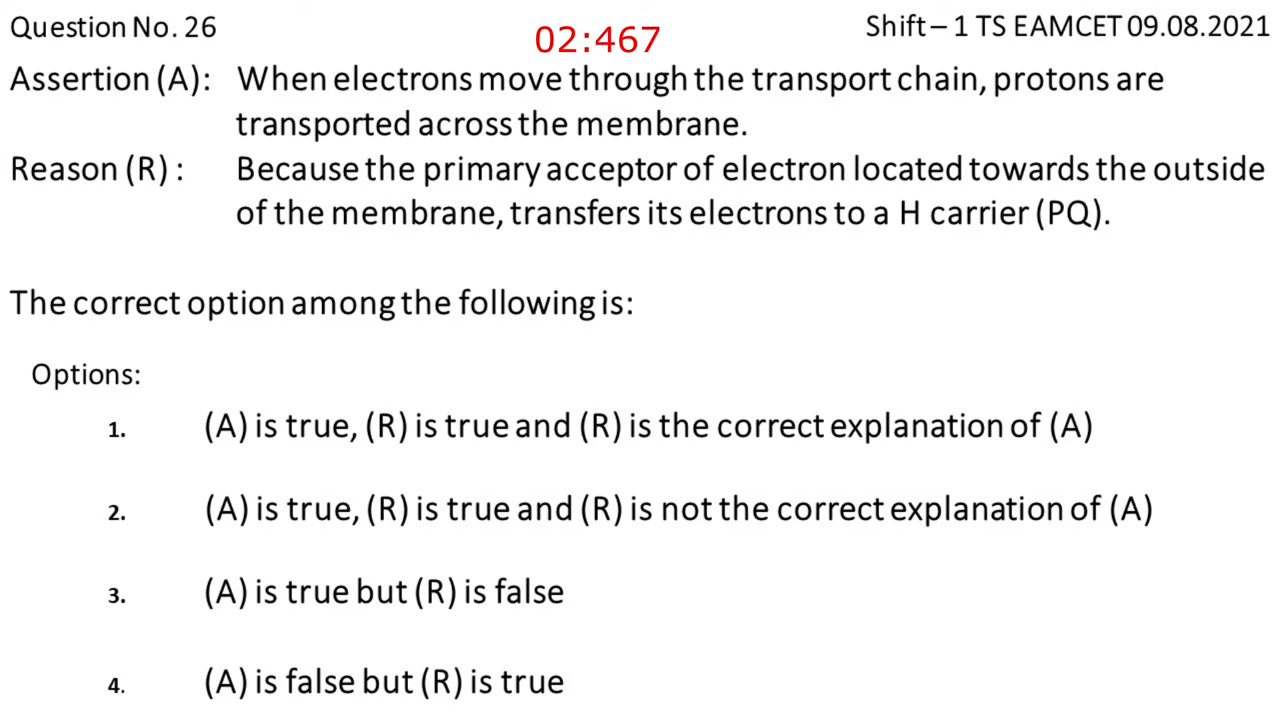 Question No. 26
02:467
Shift – 1 TS EAMCET 09.08.2021
Assertion (A): When electrons move through the transport chain, protons are
transported across the membrane.
Reason (R) : Because the primary acceptor of electron located towards the outside
of the membrane, transfers its electrons to a H carrier (PQ).
The correct option among the following is:
Options:
1. (A) is true, (R) is true and (R) is the correct explanation of (A)
2. (A) is true, (R) is true and (R) is not the correct explanation of (A)
3. (A) is true but (R) is false
4. (A) is false but (R) is true